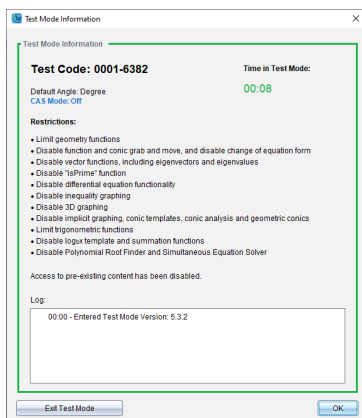 Test Mode Information
Test Mode Information
Test Code: 0001-6382
Time in Test Mode:
00:08
Default Angle: Degree
CAS Mode: Off
Restrictions:
• Limit geometry functions
• Disable function and conic grab and move, and disable change of equation form
• Disable vector functions, including eigenvectors and eigenvalues
• Disable "isPrime" function
• Disable differential equation functionality
• Disable inequality graphing
• Disable 3D graphing
• Disable implicit graphing, conic templates, conic analysis and geometric conics
• Limit trigonometric functions
• Disable logbx template and summation functions
• Disable Polynomial Root Finder and Simultaneous Equation Solver
Access to pre-existing content has been disabled.
Log:
00:00 - Entered Test Mode Version: 5.3.2
Exit Test Mode
OK